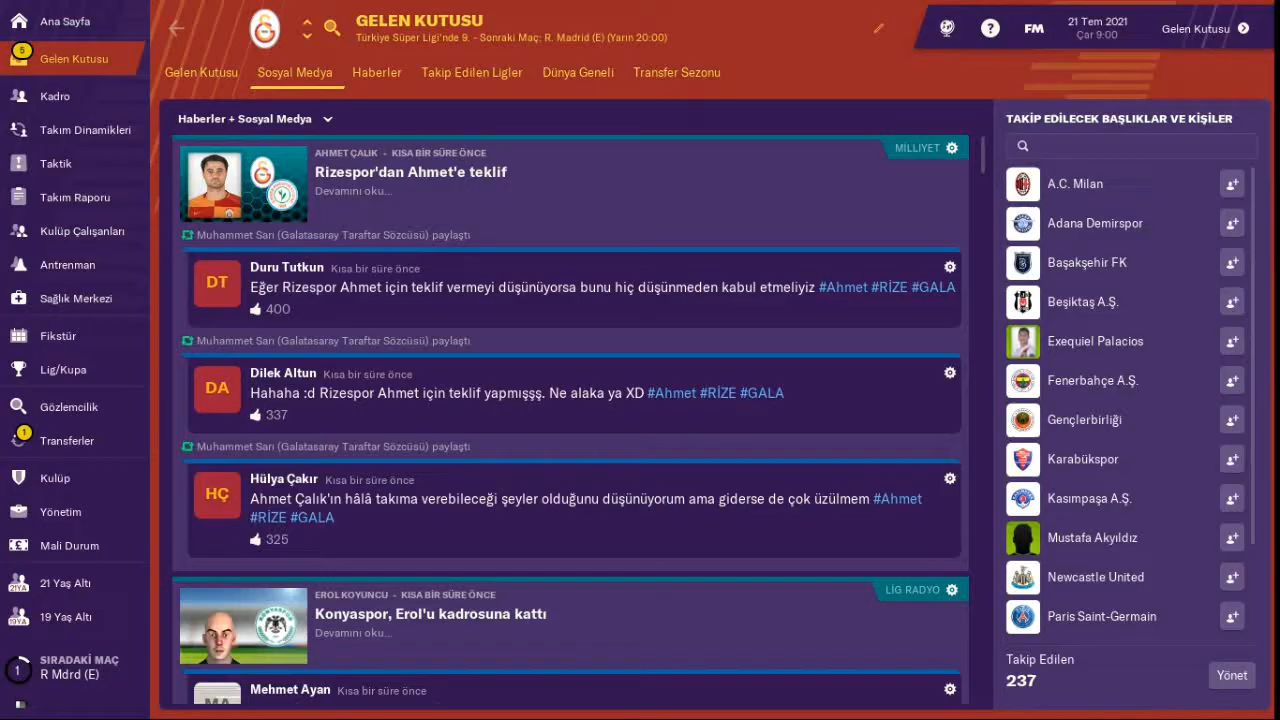 Ana Sayfa
5
Gelen Kutusu
Kadro
Takım Dinamikleri
Taktik
Takım Raporu
Kulüp Çalışanları
Antrenman
Sağlık Merkezi
Fikstür
Lig/Kupa
Gözlemcilik
1
Transferler
Kulüp
Yönetim
Mali Durum
21YA
21 Yaş Altı
19YA
19 Yaş Altı
1
SIRADAKİ MAÇ
R Mdrd (E)
GELEN KUTUSU
Türkiye Süper Ligi'nde 9. - Sonraki Maç; R. Madrid (E) (Yarın 20:00)
?
FM
21 Tem 2021
Çar 9:00
Gelen Kutusu
Gelen Kutusu
Sosyal Medya
Haberler
Takip Edilen Ligler
Dünya Geneli
Transfer Sezonu
Haberler + Sosyal Medya
AHMET ÇALIK - KISA BİR SÜRE ÖNCE
MİLLİYET
Rizespor'dan Ahmet'e teklif
Devamını oku...
Muhammet Sarı (Galatasaray Taraftar Sözcüsü) paylaştı
DT
Duru Tutkun Kısa bir süre önce
Eğer Rizespor Ahmet için teklif vermeyi düşünüyorsa bunu hiç düşünmeden kabul etmeliyiz #Ahmet #RİZE #GALA
400
Muhammet Sarı (Galatasaray Taraftar Sözcüsü) paylaştı
DA
Dilek Altun Kısa bir süre önce
Hahaha :d Rizespor Ahmet için teklif yapmışşş. Ne alaka ya XD #Ahmet #RİZE #GALA
337
Muhammet Sarı (Galatasaray Taraftar Sözcüsü) paylaştı
HÇ
Hülya Çakır Kısa bir süre önce
Ahmet Çalık'ın hâlâ takıma verebileceği şeyler olduğunu düşünüyorum ama giderse de çok üzülmem #Ahmet
#RİZE #GALA
325
EROL KOYUNCU - KISA BİR SÜRE ÖNCE
LİG RADYO
Konyaspor, Erol'u kadrosuna kattı
Devamını oku...
MA
Mehmet Ayan Kısa bir süre önce
TAKİP EDİLECEK BAŞLIKLAR VE KİŞİLER
A.C. Milan
Adana Demirspor
Başakşehir FK
Beşiktaş A.Ş.
Exequiel Palacios
Fenerbahçe A.Ş.
Gençlerbirliği
Karabükspor
Kasımpaşa A.Ş.
Mustafa Akyıldız
Newcastle United
Paris Saint-Germain
Takip Edilen
237
Yönet